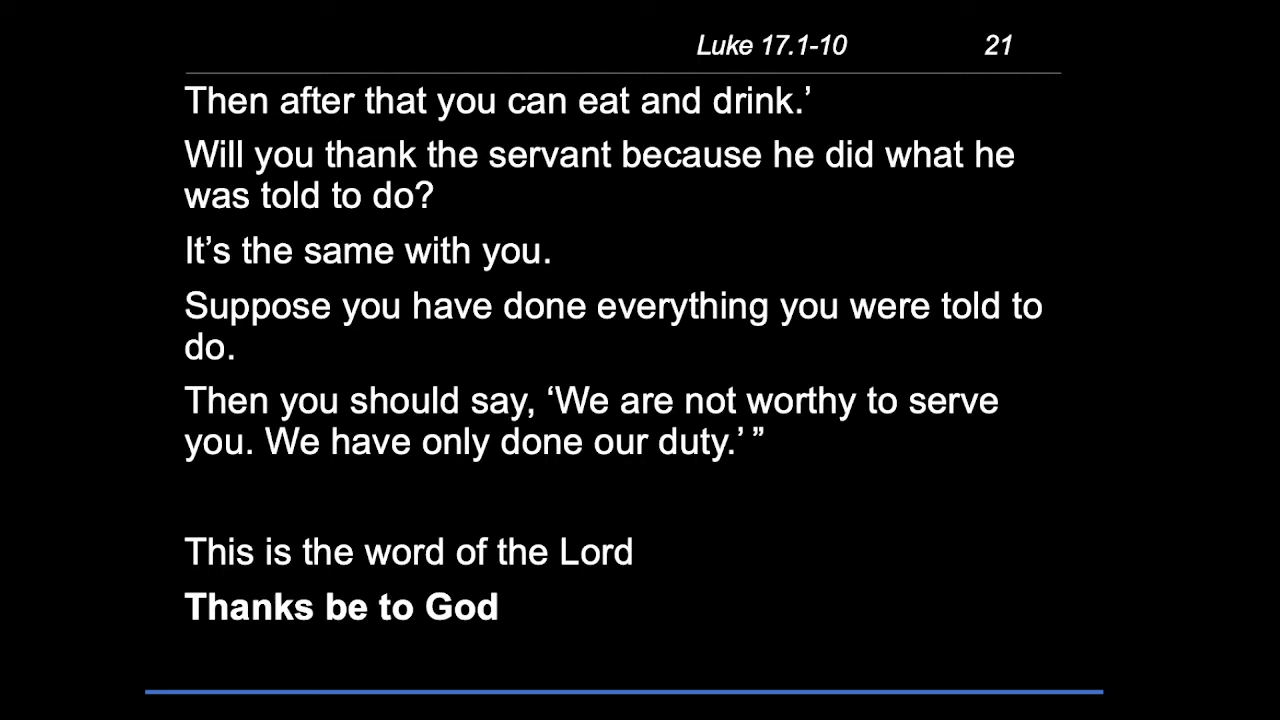 Luke 17.1-10 21
Then after that you can eat and drink.’
Will you thank the servant because he did what he
was told to do?
It’s the same with you.
Suppose you have done everything you were told to
do.
Then you should say, ‘We are not worthy to serve
you. We have only done our duty.’ ”
This is the word of the Lord
Thanks be to God